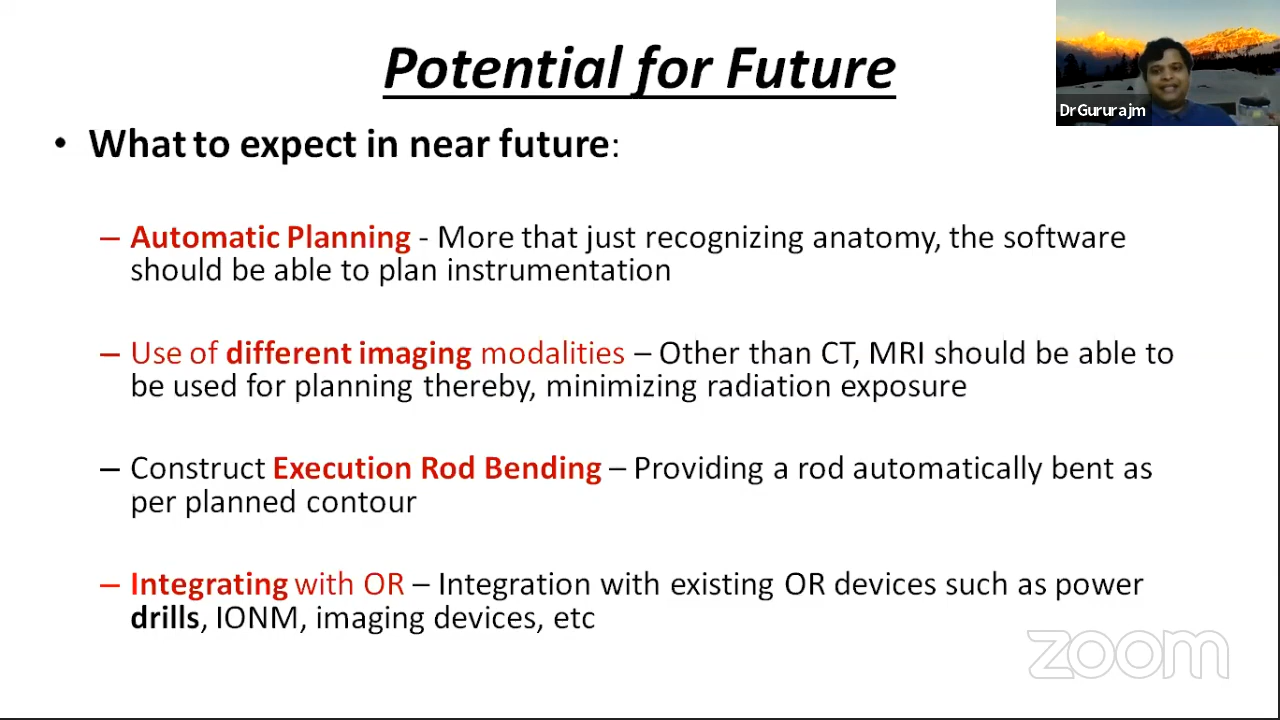 Potential for Future
DrGururajm
• What to expect in near future:
– Automatic Planning - More that just recognizing anatomy, the software
should be able to plan instrumentation
– Use of different imaging modalities – Other than CT, MRI should be able to
be used for planning thereby, minimizing radiation exposure
– Construct Execution Rod Bending – Providing a rod automatically bent as
per planned contour
– Integrating with OR – Integration with existing OR devices such as power
drills, IONM, imaging devices, etc
zoom